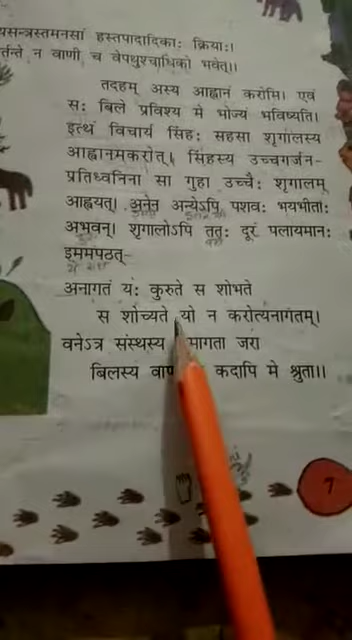 यसन्त्रस्तमनसां हस्तपादादिकाः क्रियाः।
र्तन्ते न वाणी च वेपथुश्चाधिको भवेत्।।
तदहम् अस्य आह्वानं करोमि। एवं
सः बिले प्रविश्य मे भोज्यं भविष्यति।
इत्थं विचार्य सिंहः सहसा शृगालस्य
आह्वानमकरोत्। सिंहस्य उच्चगर्जन-
प्रतिध्वनिना सा गुहा उच्चैः शृगालम्
आह्वयत्। अनेन अन्येऽपि पशवः भयभीताः
अभवन्। शृगालोऽपि ततः दूरं पलायमानः
इममपठत्-
अनागतं यः कुरुते स शोभते
स शोच्यते यो न करोत्यनागतम्।
वनेऽत्र संस्थस्य मागता जरा
बिलस्य कदापि मे श्रुता।।
7